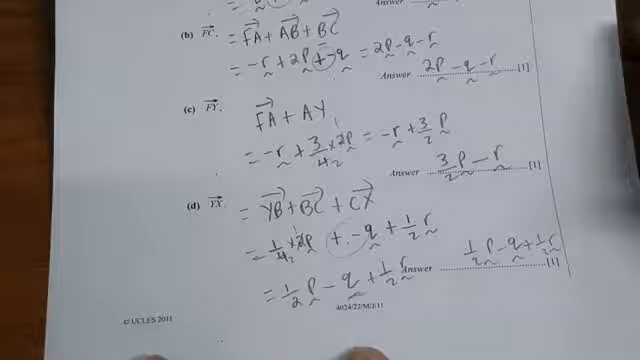 Answer
(b) FC. = FA + AB + BC
= -r + 2p + -q = 2p - q - r
Answer 2p - q - r [1]
(c) FY. FA + AY
= -r + 3/4 × 2p = -r + 3/2 p
Answer 3/2 p - r [1]
(d) YX. = YB + BC + CX
= 1/4 × 2p + - q + 1/2 r
= 1/2 p - q + 1/2 r
Answer 1/2 p - q + 1/2 r [1]
© UCLES 2011
4024/22/M/J/11